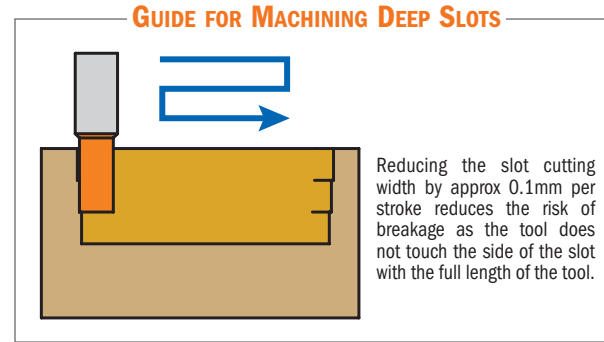 GUIDE FOR MACHINING DEEP SLOTS
Reducing the slot cutting
width by approx 0.1mm per
stroke reduces the risk of
breakage as the tool does
not touch the side of the slot
with the full length of the tool.